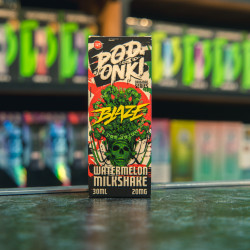 POD
ONKI
BLAZE
WATERMELON
MILKSHAKE
30ML 20MG